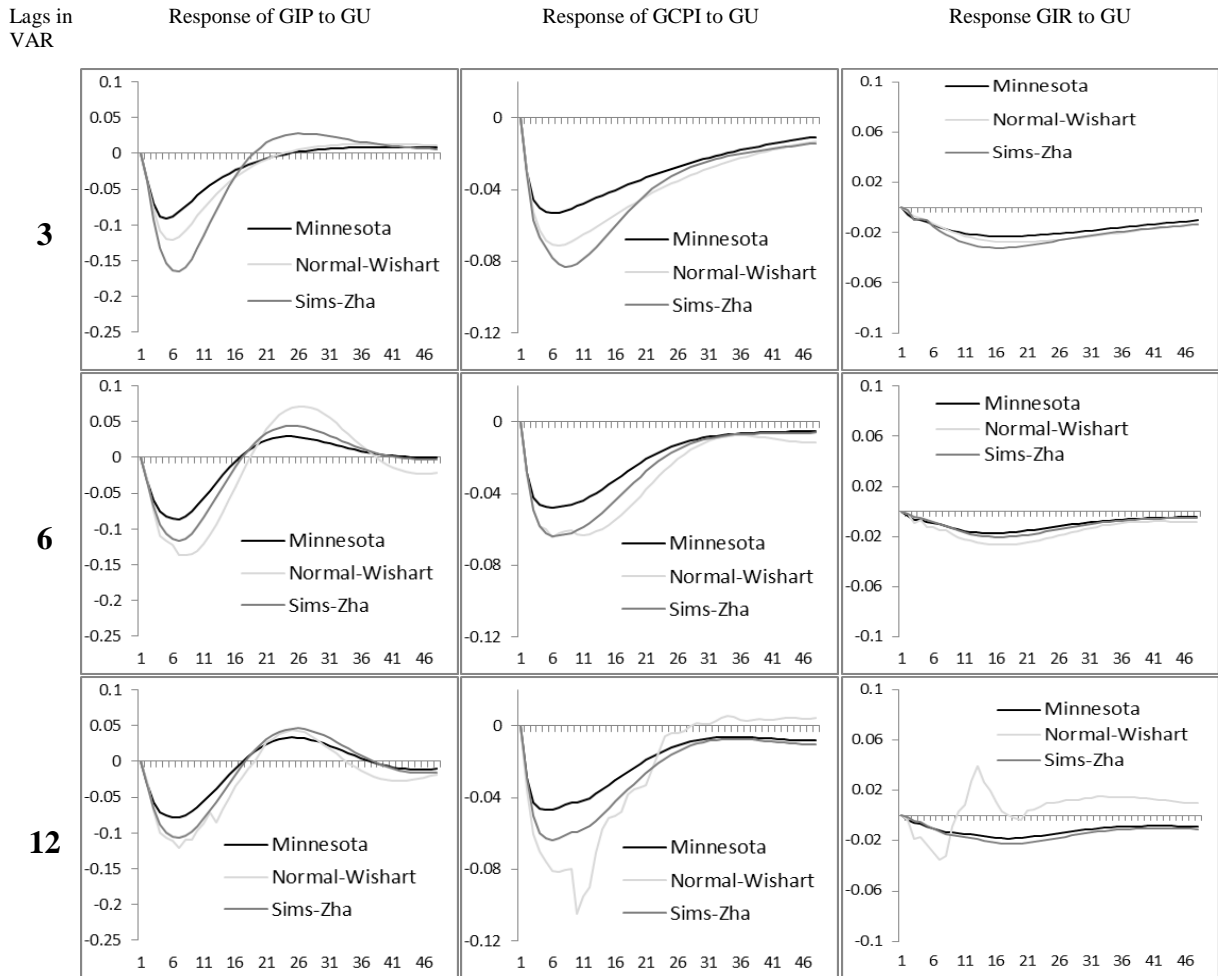 Lags in VAR
Response of GIP to GU
Response of GCPI to GU
Response GIR to GU
3
0.1
0.05
0
-0.05
-0.1
-0.15
-0.2
-0.25
Minnesota
Normal-Wishart
Sims-Zha
1 6 11 16 21 26 31 36 41 46
0
-0.04
-0.08
-0.12
Minnesota
Normal-Wishart
Sims-Zha
1 6 11 16 21 26 31 36 41 46
0.1
0.06
0.02
-0.02
-0.06
-0.1
Minnesota
Normal-Wishart
Sims-Zha
1 6 11 16 21 26 31 36 41 46
6
0.1
0.05
0
-0.05
-0.1
-0.15
-0.2
-0.25
Minnesota
Normal-Wishart
Sims-Zha
1 6 11 16 21 26 31 36 41 46
0
-0.04
-0.08
-0.12
Minnesota
Normal-Wishart
Sims-Zha
1 6 11 16 21 26 31 36 41 46
0.1
0.06
0.02
-0.02
-0.06
-0.1
Minnesota
Normal-Wishart
Sims-Zha
1 6 11 16 21 26 31 36 41 46
12
0.1
0.05
0
-0.05
-0.1
-0.15
-0.2
-0.25
Minnesota
Normal-Wishart
Sims-Zha
1 6 11 16 21 26 31 36 41 46
0
-0.04
-0.08
-0.12
Minnesota
Normal-Wishart
Sims-Zha
1 6 11 16 21 26 31 36 41 46
0.1
0.06
0.02
-0.02
-0.06
-0.1
Minnesota
Normal-Wishart
Sims-Zha
1 6 11 16 21 26 31 36 41 46